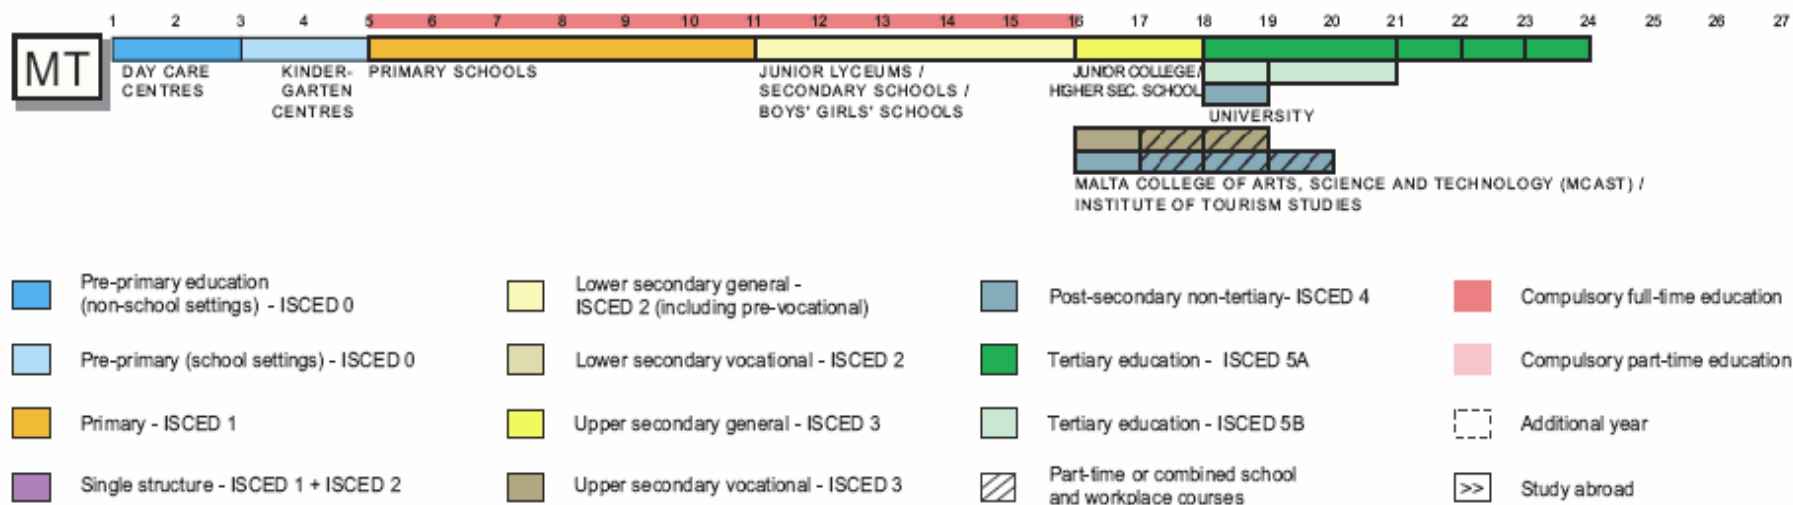 1 2 3 4 5 6 7 8 9 10 11 12 13 14 15 16 17 18 19 20 21 22 23 24 25 26 27
MT
DAY CARE
CENTRES
KINDER-
GARTEN
CENTRES
PRIMARY SCHOOLS
JUNIOR LYCEUMS /
SECONDARY SCHOOLS /
BOYS' GIRLS' SCHOOLS
JUNIOR COLLEGE/
HIGHER SEC. SCHOOL
UNIVERSITY
MALTA COLLEGE OF ARTS, SCIENCE AND TECHNOLOGY (MCAST) /
INSTITUTE OF TOURISM STUDIES
Pre-primary education
(non-school settings) - ISCED 0
Pre-primary (school settings) - ISCED 0
Primary - ISCED 1
Single structure - ISCED 1 + ISCED 2
Lower secondary general -
ISCED 2 (including pre-vocational)
Lower secondary vocational - ISCED 2
Upper secondary general - ISCED 3
Upper secondary vocational - ISCED 3
Post-secondary non-tertiary- ISCED 4
Tertiary education - ISCED 5A
Tertiary education - ISCED 5B
Part-time or combined school
and workplace courses
Compulsory full-time education
Compulsory part-time education
Additional year
>> Study abroad